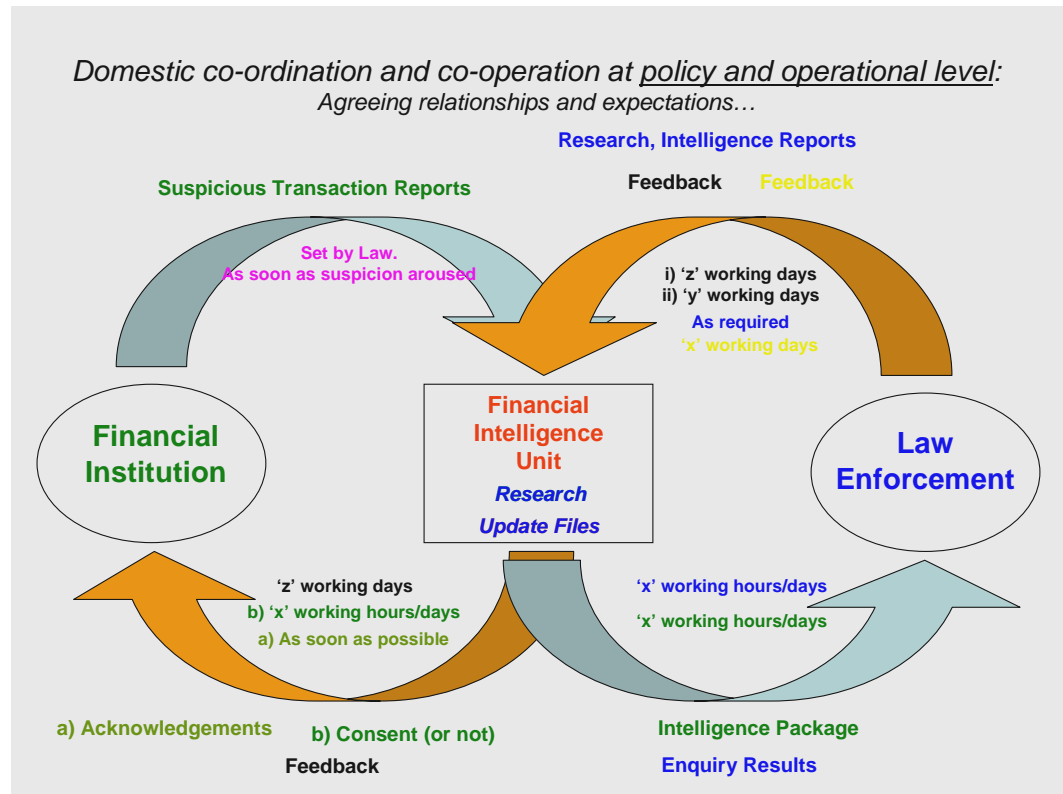 Domestic co-ordination and co-operation at policy and operational level:
Agreeing relationships and expectations…
Research, Intelligence Reports
Suspicious Transaction Reports
Feedback
Feedback
Set by Law.
As soon as suspicion aroused
i) ‘z’ working days
ii) ‘y’ working days
As required
‘x’ working days
Financial
Institution
Financial
Intelligence
Unit
Research
Update Files
Law
Enforcement
‘z’ working days
b) ‘x’ working hours/days
a) As soon as possible
‘x’ working hours/days
‘x’ working hours/days
a) Acknowledgements
b) Consent (or not)
Feedback
Intelligence Package
Enquiry Results